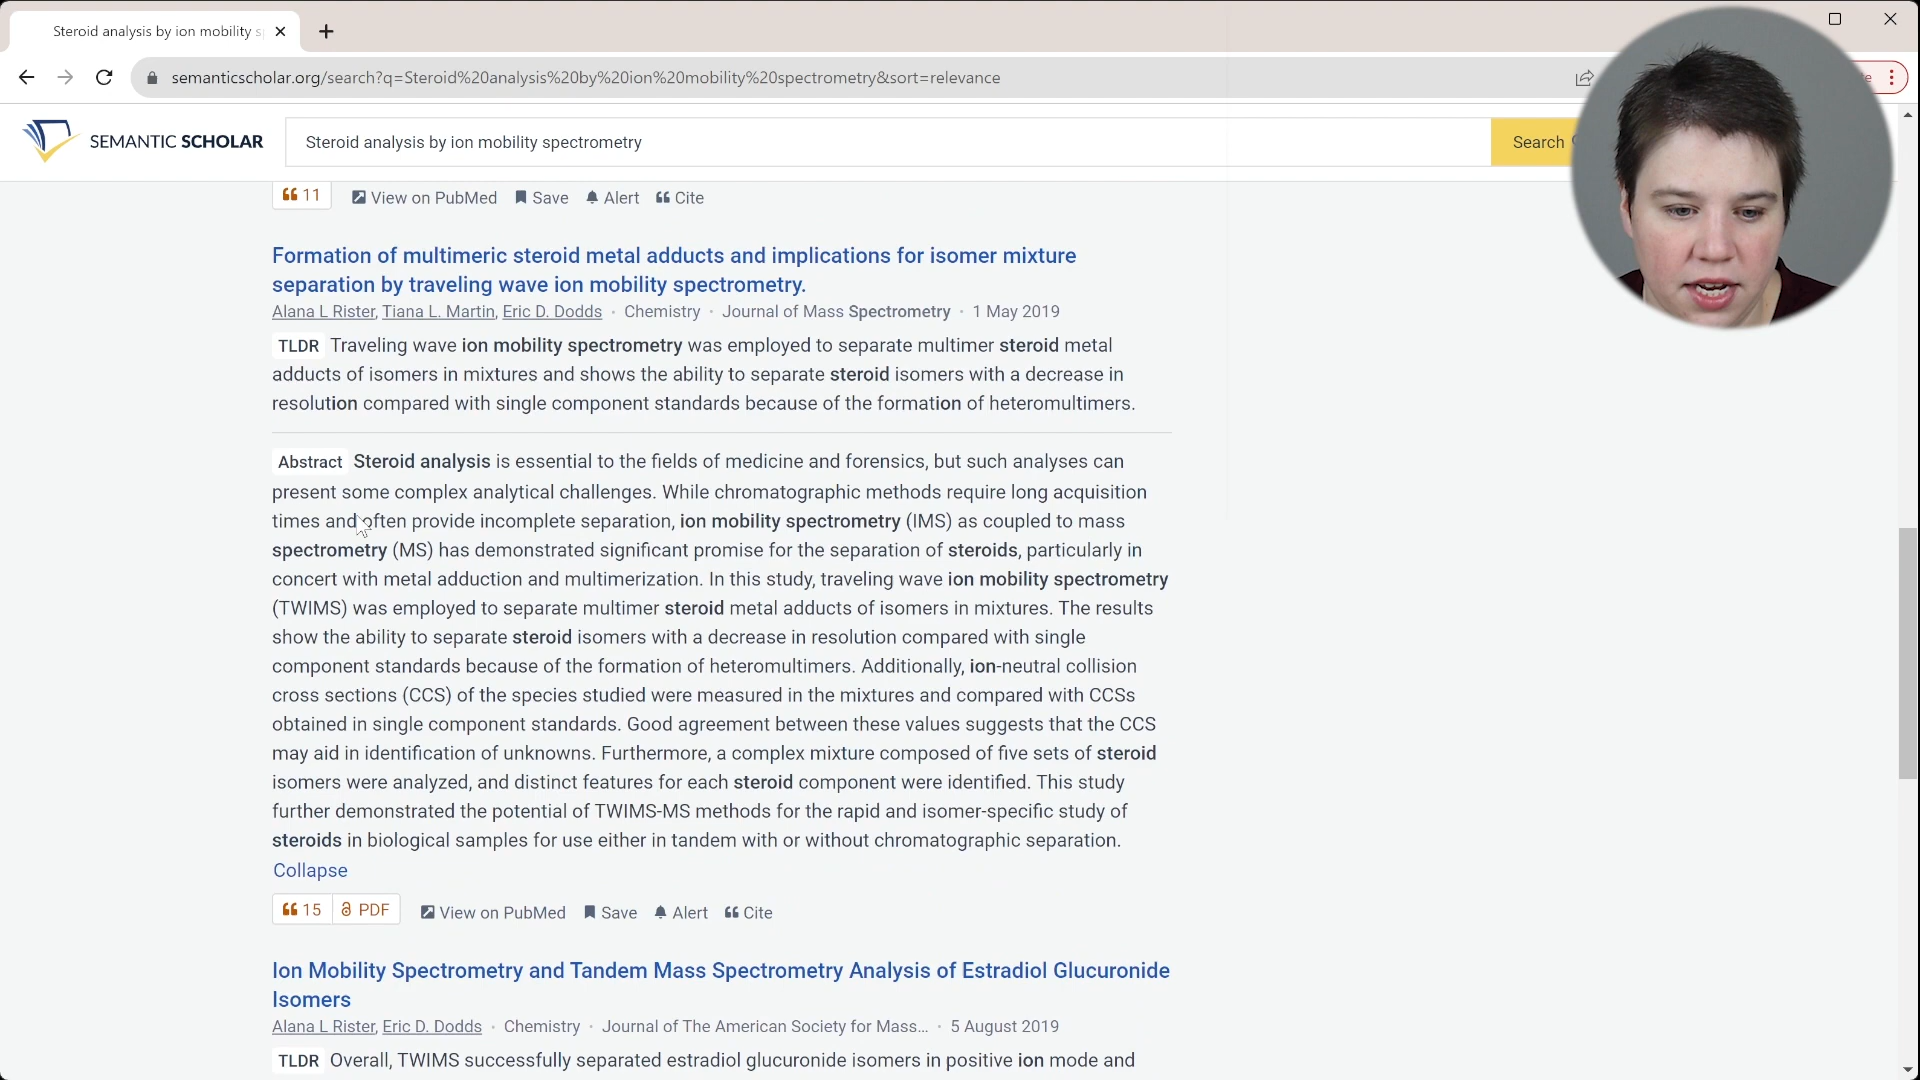 Steroid analysis by ion mobility s
semanticscholar.org/search?q=Steroid%20analysis%20by%20ion%20mobility%20spectrometry&sort=relevance
SEMANTIC SCHOLAR
Steroid analysis by ion mobility spectrometry
Search
11 View on PubMed Save Alert Cite
Formation of multimeric steroid metal adducts and implications for isomer mixture
separation by traveling wave ion mobility spectrometry.
Alana L Rister, Tiana L. Martin, Eric D. Dodds · Chemistry · Journal of Mass Spectrometry · 1 May 2019
TLDR Traveling wave ion mobility spectrometry was employed to separate multimer steroid metal
adducts of isomers in mixtures and shows the ability to separate steroid isomers with a decrease in
resolution compared with single component standards because of the formation of heteromultimers.
Abstract Steroid analysis is essential to the fields of medicine and forensics, but such analyses can
present some complex analytical challenges. While chromatographic methods require long acquisition
times and often provide incomplete separation, ion mobility spectrometry (IMS) as coupled to mass
spectrometry (MS) has demonstrated significant promise for the separation of steroids, particularly in
concert with metal adduction and multimerization. In this study, traveling wave ion mobility spectrometry
(TWIMS) was employed to separate multimer steroid metal adducts of isomers in mixtures. The results
show the ability to separate steroid isomers with a decrease in resolution compared with single
component standards because of the formation of heteromultimers. Additionally, ion-neutral collision
cross sections (CCS) of the species studied were measured in the mixtures and compared with CCSs
obtained in single component standards. Good agreement between these values suggests that the CCS
may aid in identification of unknowns. Furthermore, a complex mixture composed of five sets of steroid
isomers were analyzed, and distinct features for each steroid component were identified. This study
further demonstrated the potential of TWIMS-MS methods for the rapid and isomer-specific study of
steroids in biological samples for use either in tandem with or without chromatographic separation.
Collapse
15 PDF View on PubMed Save Alert Cite
Ion Mobility Spectrometry and Tandem Mass Spectrometry Analysis of Estradiol Glucuronide
Isomers
Alana L Rister, Eric D. Dodds · Chemistry · Journal of The American Society for Mass... · 5 August 2019
TLDR Overall, TWIMS successfully separated estradiol glucuronide isomers in positive ion mode and